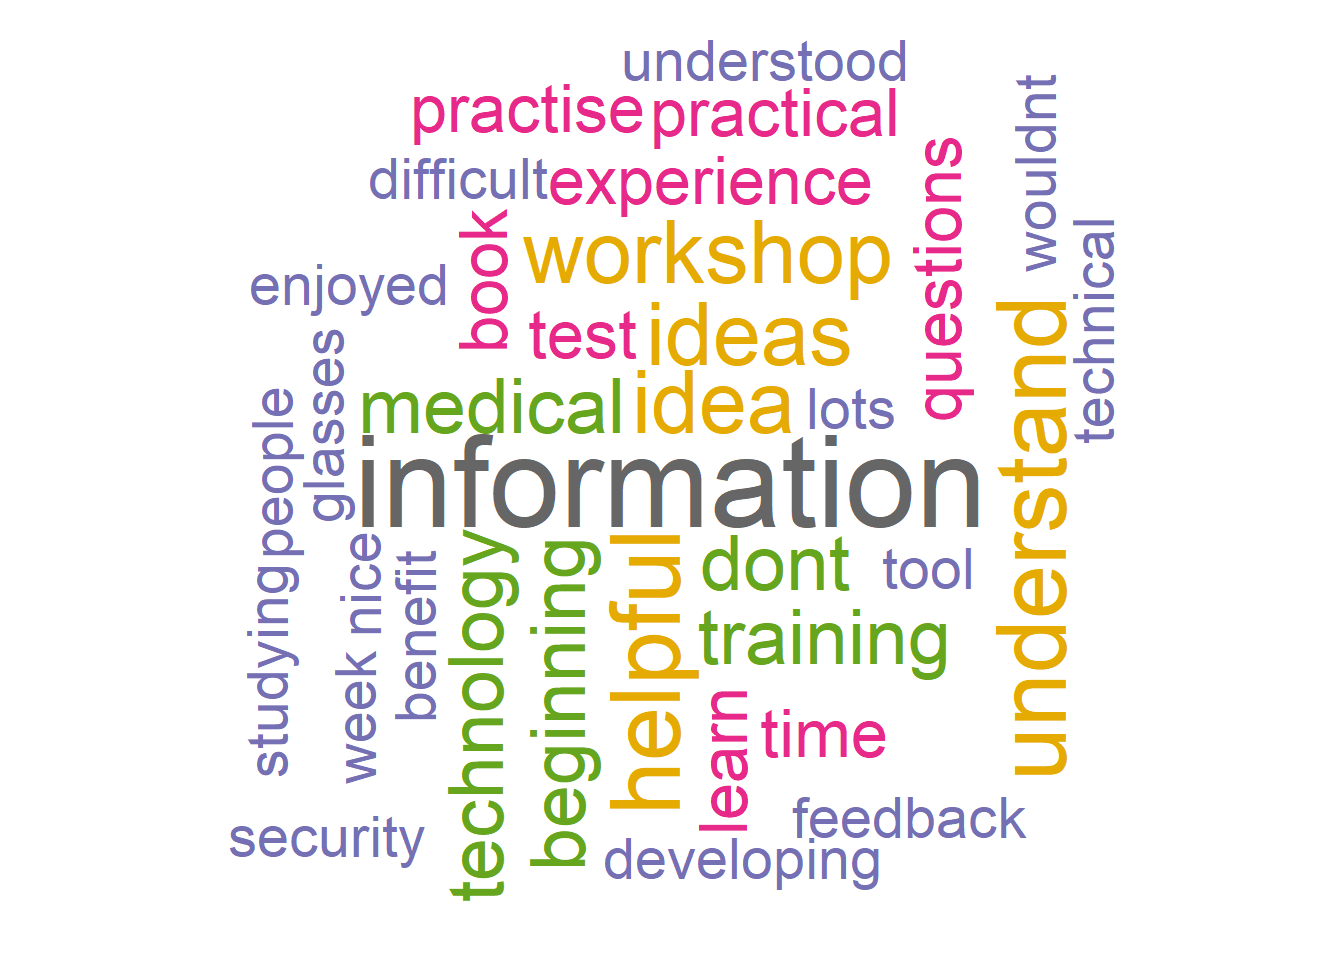 understood
practise
practical
wouldnt
difficult
experience
questions
book
workshop
technical
enjoyed
test
ideas
understand
glasses
medical
idea
lots
people
information
studying
week
nice
benefit
technology
beginning
helpful
dont
tool
training
learn
time
security
feedback
developing